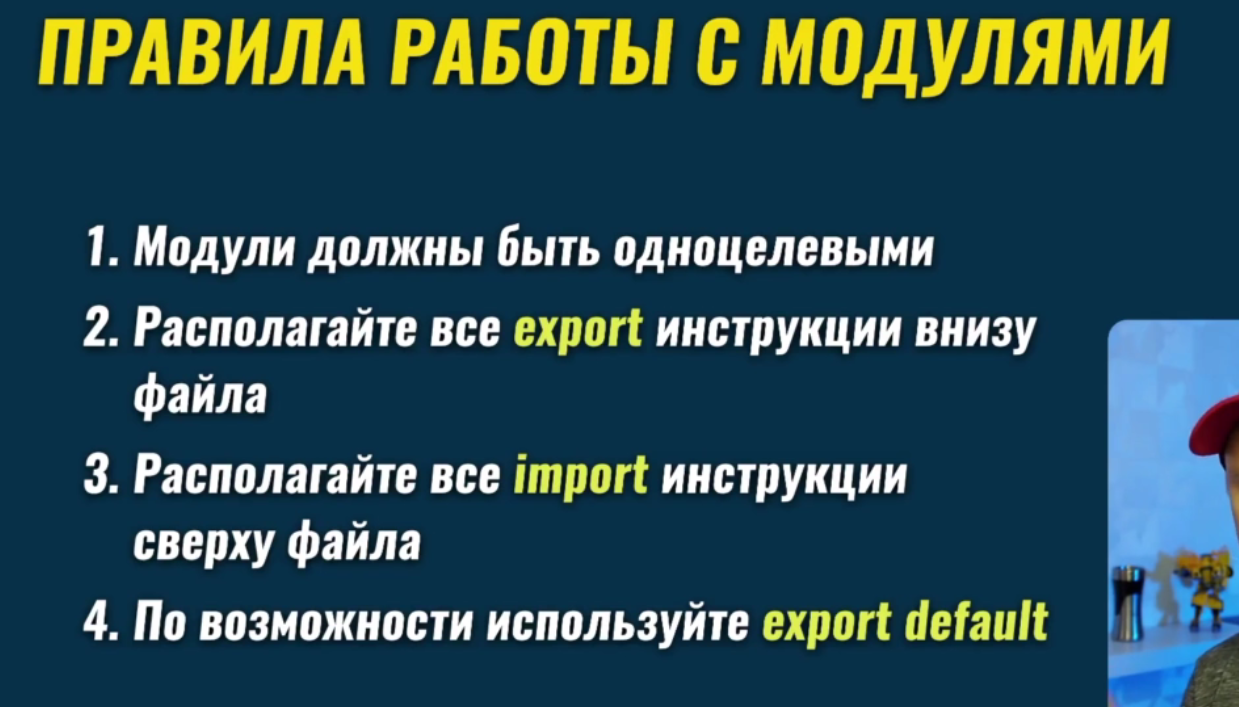 ПРАВИЛА РАБОТЫ С МОДУЛЯМИ
1. Модули должны быть одноцелевыми
2. Располагайте все export инструкции внизу
файла
3. Располагайте все import инструкции
сверху файла
4. По возможности используйте export default